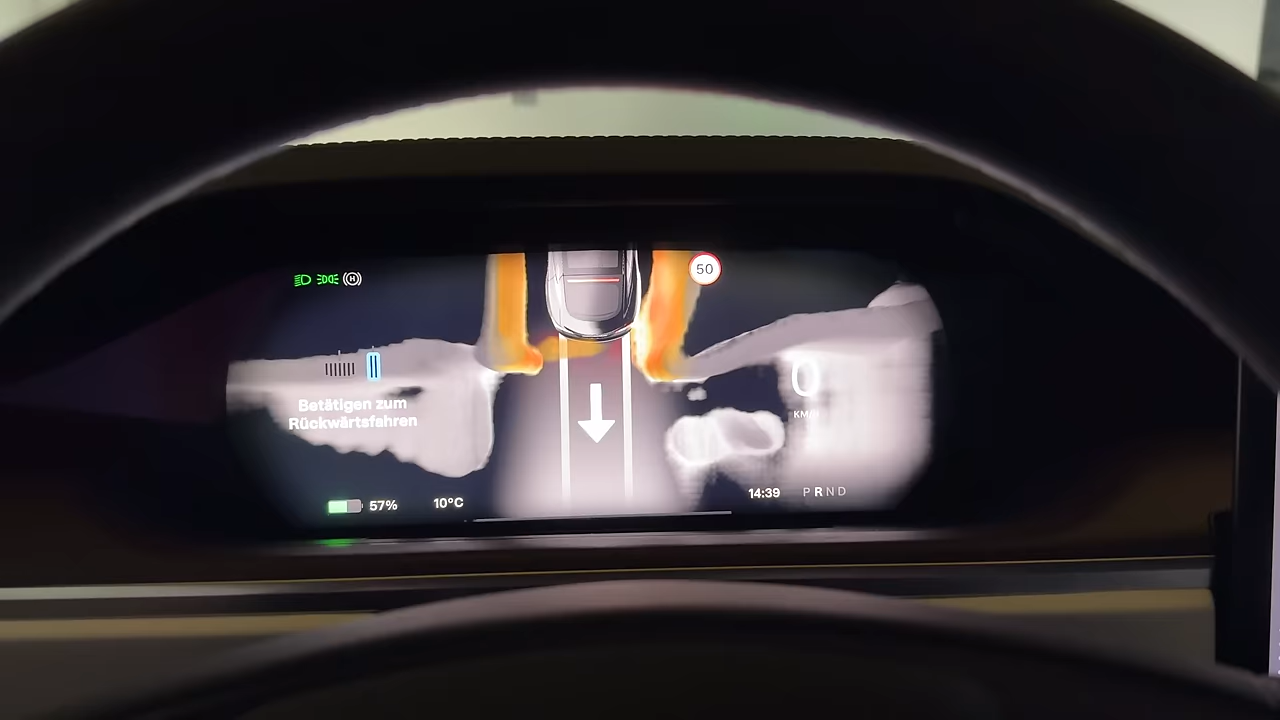 50
Betätigen zum
Rückwärtsfahren
0
KM/H
57%
10°C
14:39
P R N D